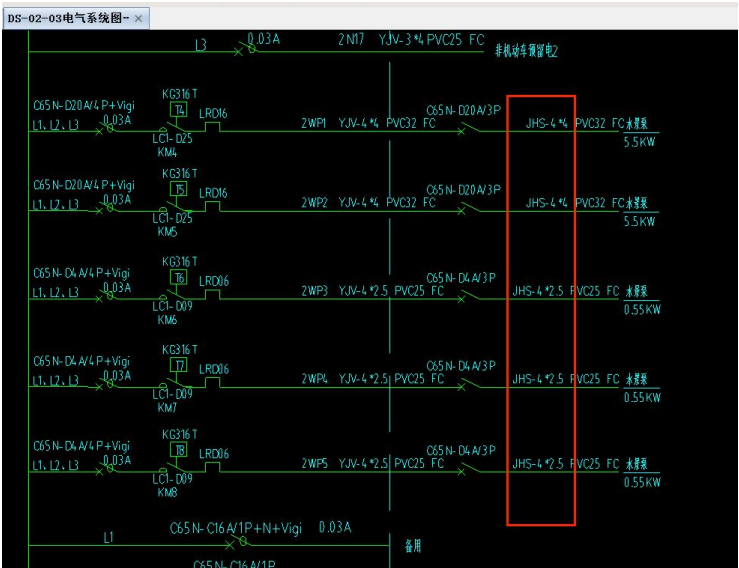 DS-02-03电气系统图- ×
L3 0.03A 2N17 YJV-3*4 PVC25 FC 非机动车预留电2
KG316T
C65N-D20A/4P+Vigi T4 LRD16 C65N-D20A/3P
L1、L2、L3 0.03A 2WP1 YJV-4*4 PVC32 FC JHS-4*4 PVC32 FC 水景泵
LC1-D25 5.5KW
KM4
KG316T
C65N-D20A/4P+Vigi T5 LRD16 C65N-D20A/3P
L1、L2、L3 0.03A 2WP2 YJV-4*4 PVC32 FC JHS-4*4 PVC32 FC 水景泵
LC1-D25 5.5KW
KM5
KG316T
C65N-D4A/4P+Vigi T6 LRD06 C65N-D4A/3P
L1、L2、L3 0.03A 2WP3 YJV-4*2.5 PVC25 FC JHS-4*2.5 PVC25 FC 水景泵
LC1-D09 0.55KW
KM6
KG316T
C65N-D4A/4P+Vigi T7 LRD06 C65N-D4A/3P
L1、L2、L3 0.03A 2WP4 YJV-4*2.5 PVC25 FC JHS-4*2.5 PVC25 FC 水景泵
LC1-D09 0.55KW
KM7
KG316T
C65N-D4A/4P+Vigi T8 LRD06 C65N-D4A/3P
L1、L2、L3 0.03A 2WP5 YJV-4*2.5 PVC25 FC JHS-4*2.5 PVC25 FC 水景泵
LC1-D09 0.55KW
KM8
C65N-C16A/1P+N+Vigi 0.03A
L1 备用
C65N-C16A/1P